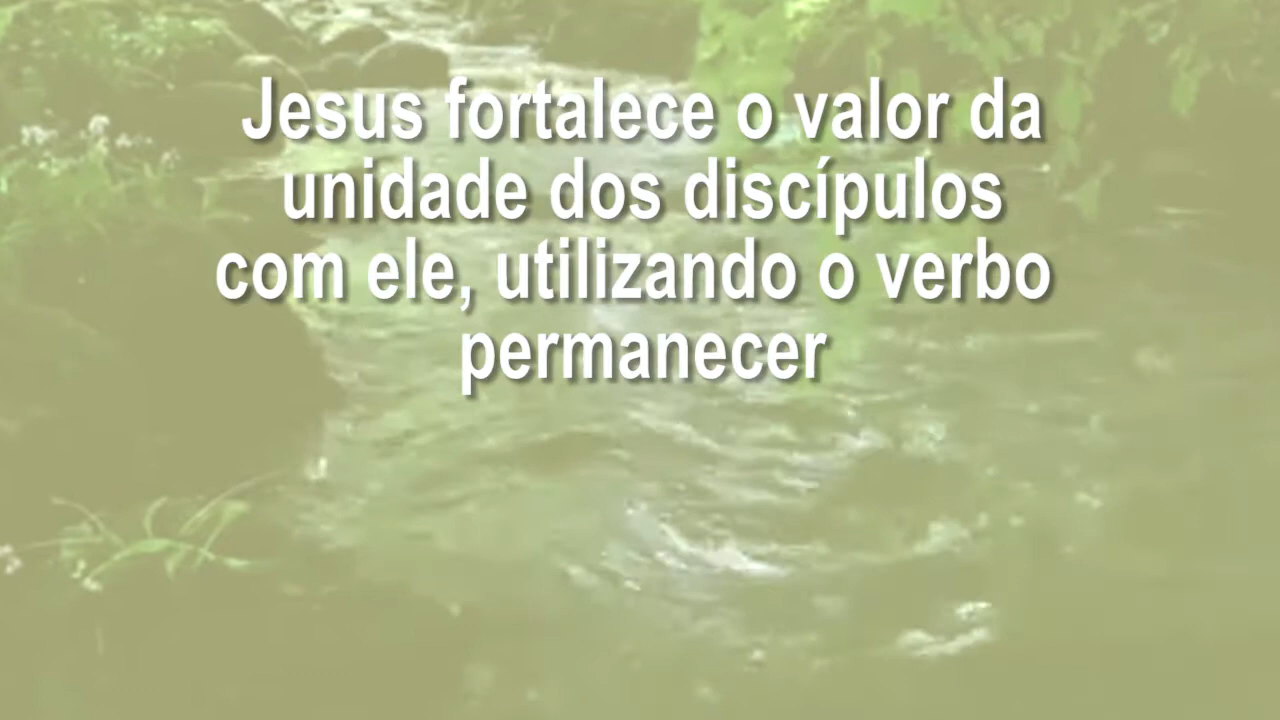 Jesus fortalece o valor da
unidade dos discípulos
com ele, utilizando o verbo
permanecer